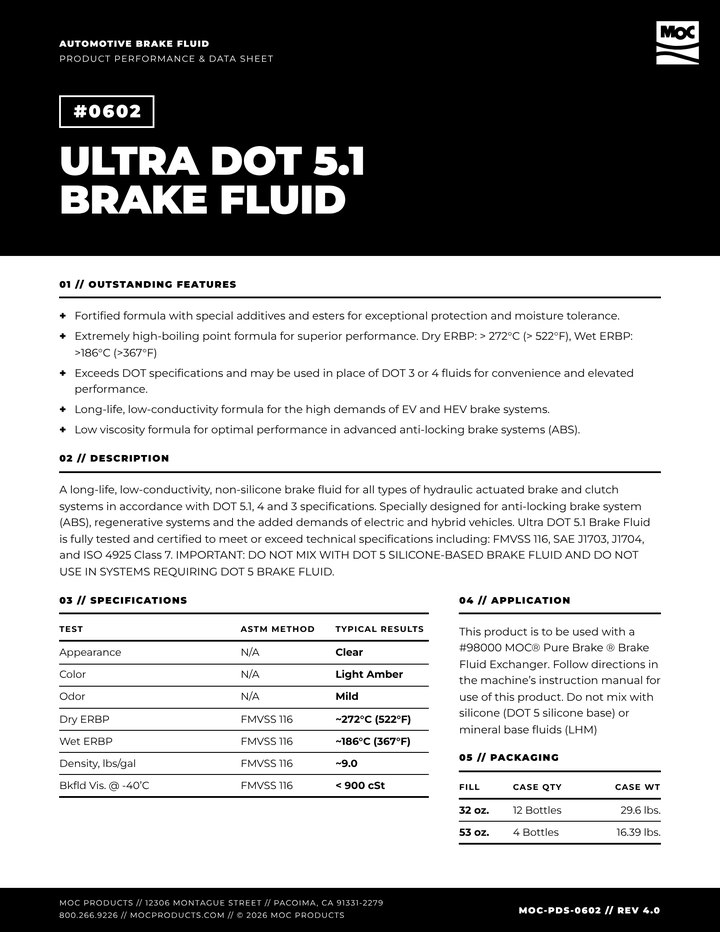 AUTOMOTIVE BRAKE FLUID
PRODUCT PERFORMANCE & DATA SHEET
MOC
#0602
ULTRA DOT 5.1
BRAKE FLUID
01 // OUTSTANDING FEATURES
+ Fortified formula with special additives and esters for exceptional protection and moisture tolerance.
+ Extremely high-boiling point formula for superior performance. Dry ERBP: > 272°C (> 522°F), Wet ERBP:
>186°C (>367°F)
+ Exceeds DOT specifications and may be used in place of DOT 3 or 4 fluids for convenience and elevated
performance.
+ Long-life, low-conductivity formula for the high demands of EV and HEV brake systems.
+ Low viscosity formula for optimal performance in advanced anti-locking brake systems (ABS).
02 // DESCRIPTION
A long-life, low-conductivity, non-silicone brake fluid for all types of hydraulic actuated brake and clutch
systems in accordance with DOT 5.1, 4 and 3 specifications. Specially designed for anti-locking brake system
(ABS), regenerative systems and the added demands of electric and hybrid vehicles. Ultra DOT 5.1 Brake Fluid
is fully tested and certified to meet or exceed technical specifications including: FMVSS 116, SAE J1703, J1704,
and ISO 4925 Class 7. IMPORTANT: DO NOT MIX WITH DOT 5 SILICONE-BASED BRAKE FLUID AND DO NOT
USE IN SYSTEMS REQUIRING DOT 5 BRAKE FLUID.
03 // SPECIFICATIONS
TEST ASTM METHOD TYPICAL RESULTS
Appearance N/A Clear
Color N/A Light Amber
Odor N/A Mild
Dry ERBP FMVSS 116 ~272°C (522°F)
Wet ERBP FMVSS 116 ~186°C (367°F)
Density, lbs/gal FMVSS 116 ~9.0
Bkfld Vis. @ -40°C FMVSS 116 < 900 cSt
04 // APPLICATION
This product is to be used with a
#98000 MOC® Pure Brake ® Brake
Fluid Exchanger. Follow directions in
the machine's instruction manual for
use of this product. Do not mix with
silicone (DOT 5 silicone base) or
mineral base fluids (LHM)
05 // PACKAGING
FILL CASE QTY CASE WT
32 oz. 12 Bottles 29.6 lbs.
53 oz. 4 Bottles 16.39 lbs.
MOC PRODUCTS // 12306 MONTAGUE STREET // PACOIMA, CA 91331-2279
800.266.9226 // MOCPRODUCTS.COM // © 2026 MOC PRODUCTS
MOC-PDS-0602 // REV 4.0